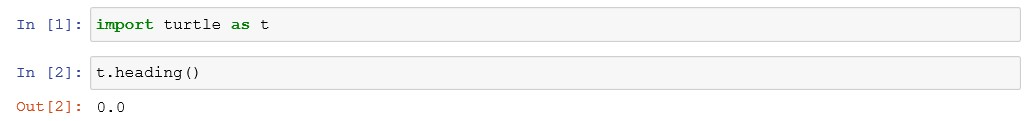 In [1]: import turtle as t
In [2]: t.heading()
Out[2]: 0.0